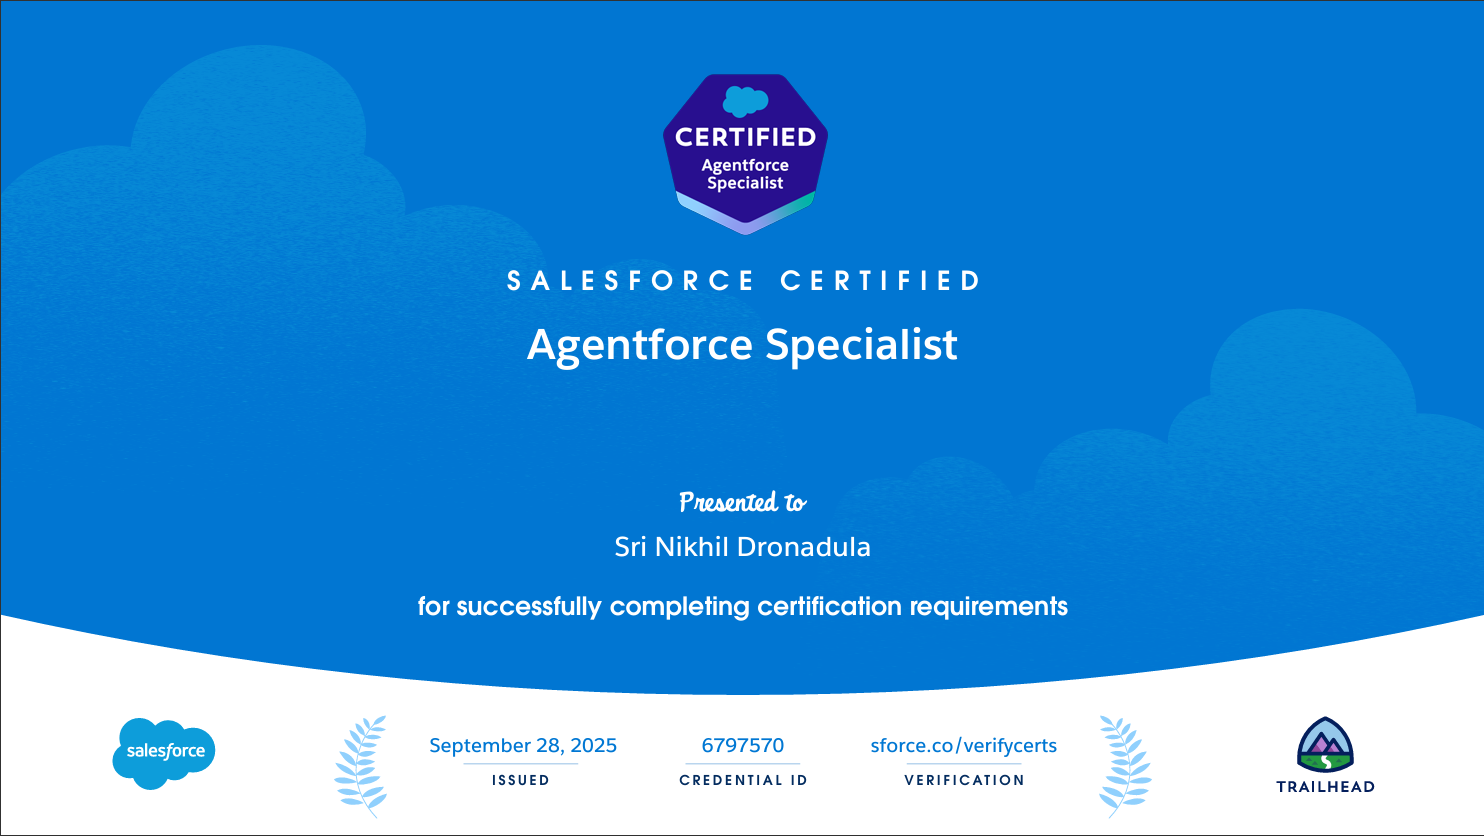 CERTIFIED
Agentforce
Specialist
SALESFORCE CERTIFIED
Agentforce Specialist
Presented to
Sri Nikhil Dronadula
for successfully completing certification requirements
salesforce
September 28, 2025
ISSUED
6797570
CREDENTIAL ID
sforce.co/verifycerts
VERIFICATION
TRAILHEAD